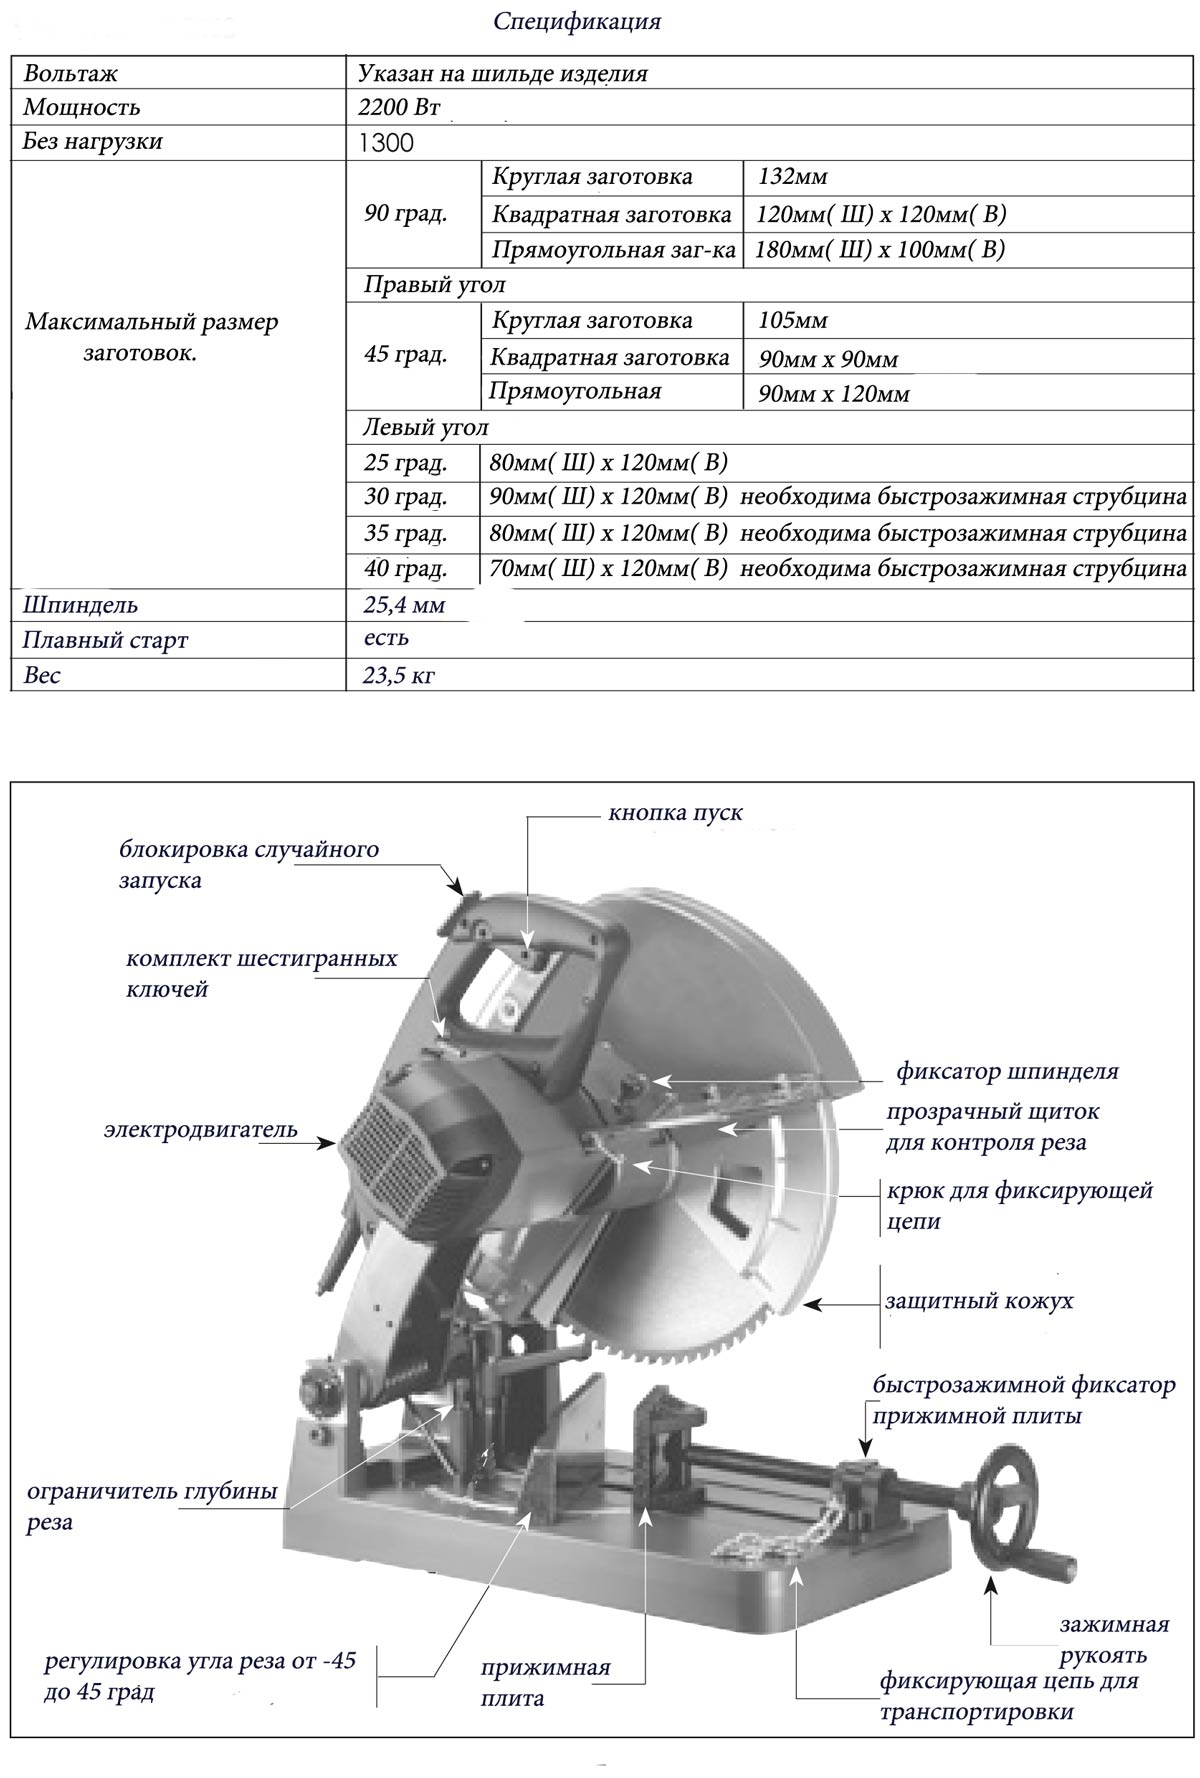 Спецификация
Вольтаж Указан на шильде изделия
Мощность 2200 Вт
Без нагрузки 1300
Максимальный размер
заготовок.
90 град.
Круглая заготовка 132мм
Квадратная заготовка 120мм( Ш) х 120мм( В)
Прямоугольная заг-ка 180мм( Ш) х 100мм( В)
Правый угол
45 град.
Круглая заготовка 105мм
Квадратная заготовка 90мм х 90мм
Прямоугольная 90мм х 120мм
Левый угол
25 град. 80мм( Ш) х 120мм( В)
30 град. 90мм( Ш) х 120мм( В) необходима быстрозажимная струбцина
35 град. 80мм( Ш) х 120мм( В) необходима быстрозажимная струбцина
40 град. 70мм( Ш) х 120мм( В) необходима быстрозажимная струбцина
Шпиндель 25,4 мм
Плавный старт есть
Вес 23,5 кг
кнопка пуск
блокировка случайного
запуска
комплект шестигранных
ключей
электродвигатель
фиксатор шпинделя
прозрачный щиток
для контроля реза
крюк для фиксирующей
цепи
защитный кожух
быстрозажимной фиксатор
прижимной плиты
ограничитель глубины
реза
регулировка угла реза от -45
до 45 град
прижимная
плита
зажимная
рукоять
фиксирующая цепь для
транспортировки